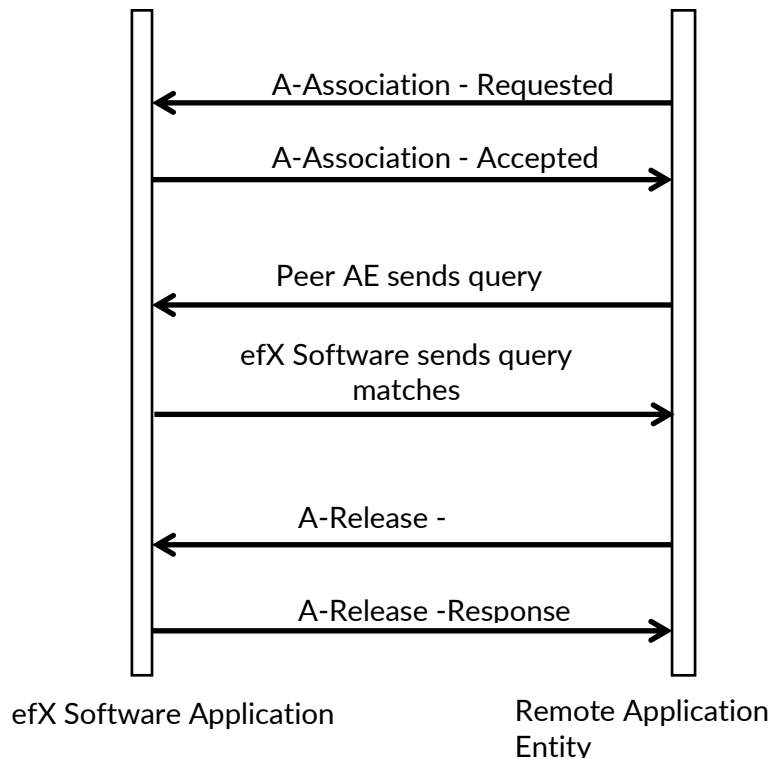 A-Association - Requested
A-Association - Accepted
Peer AE sends query
efX Software sends query
matches
A-Release -
A-Release -Response
efX Software Application
Remote Application
Entity